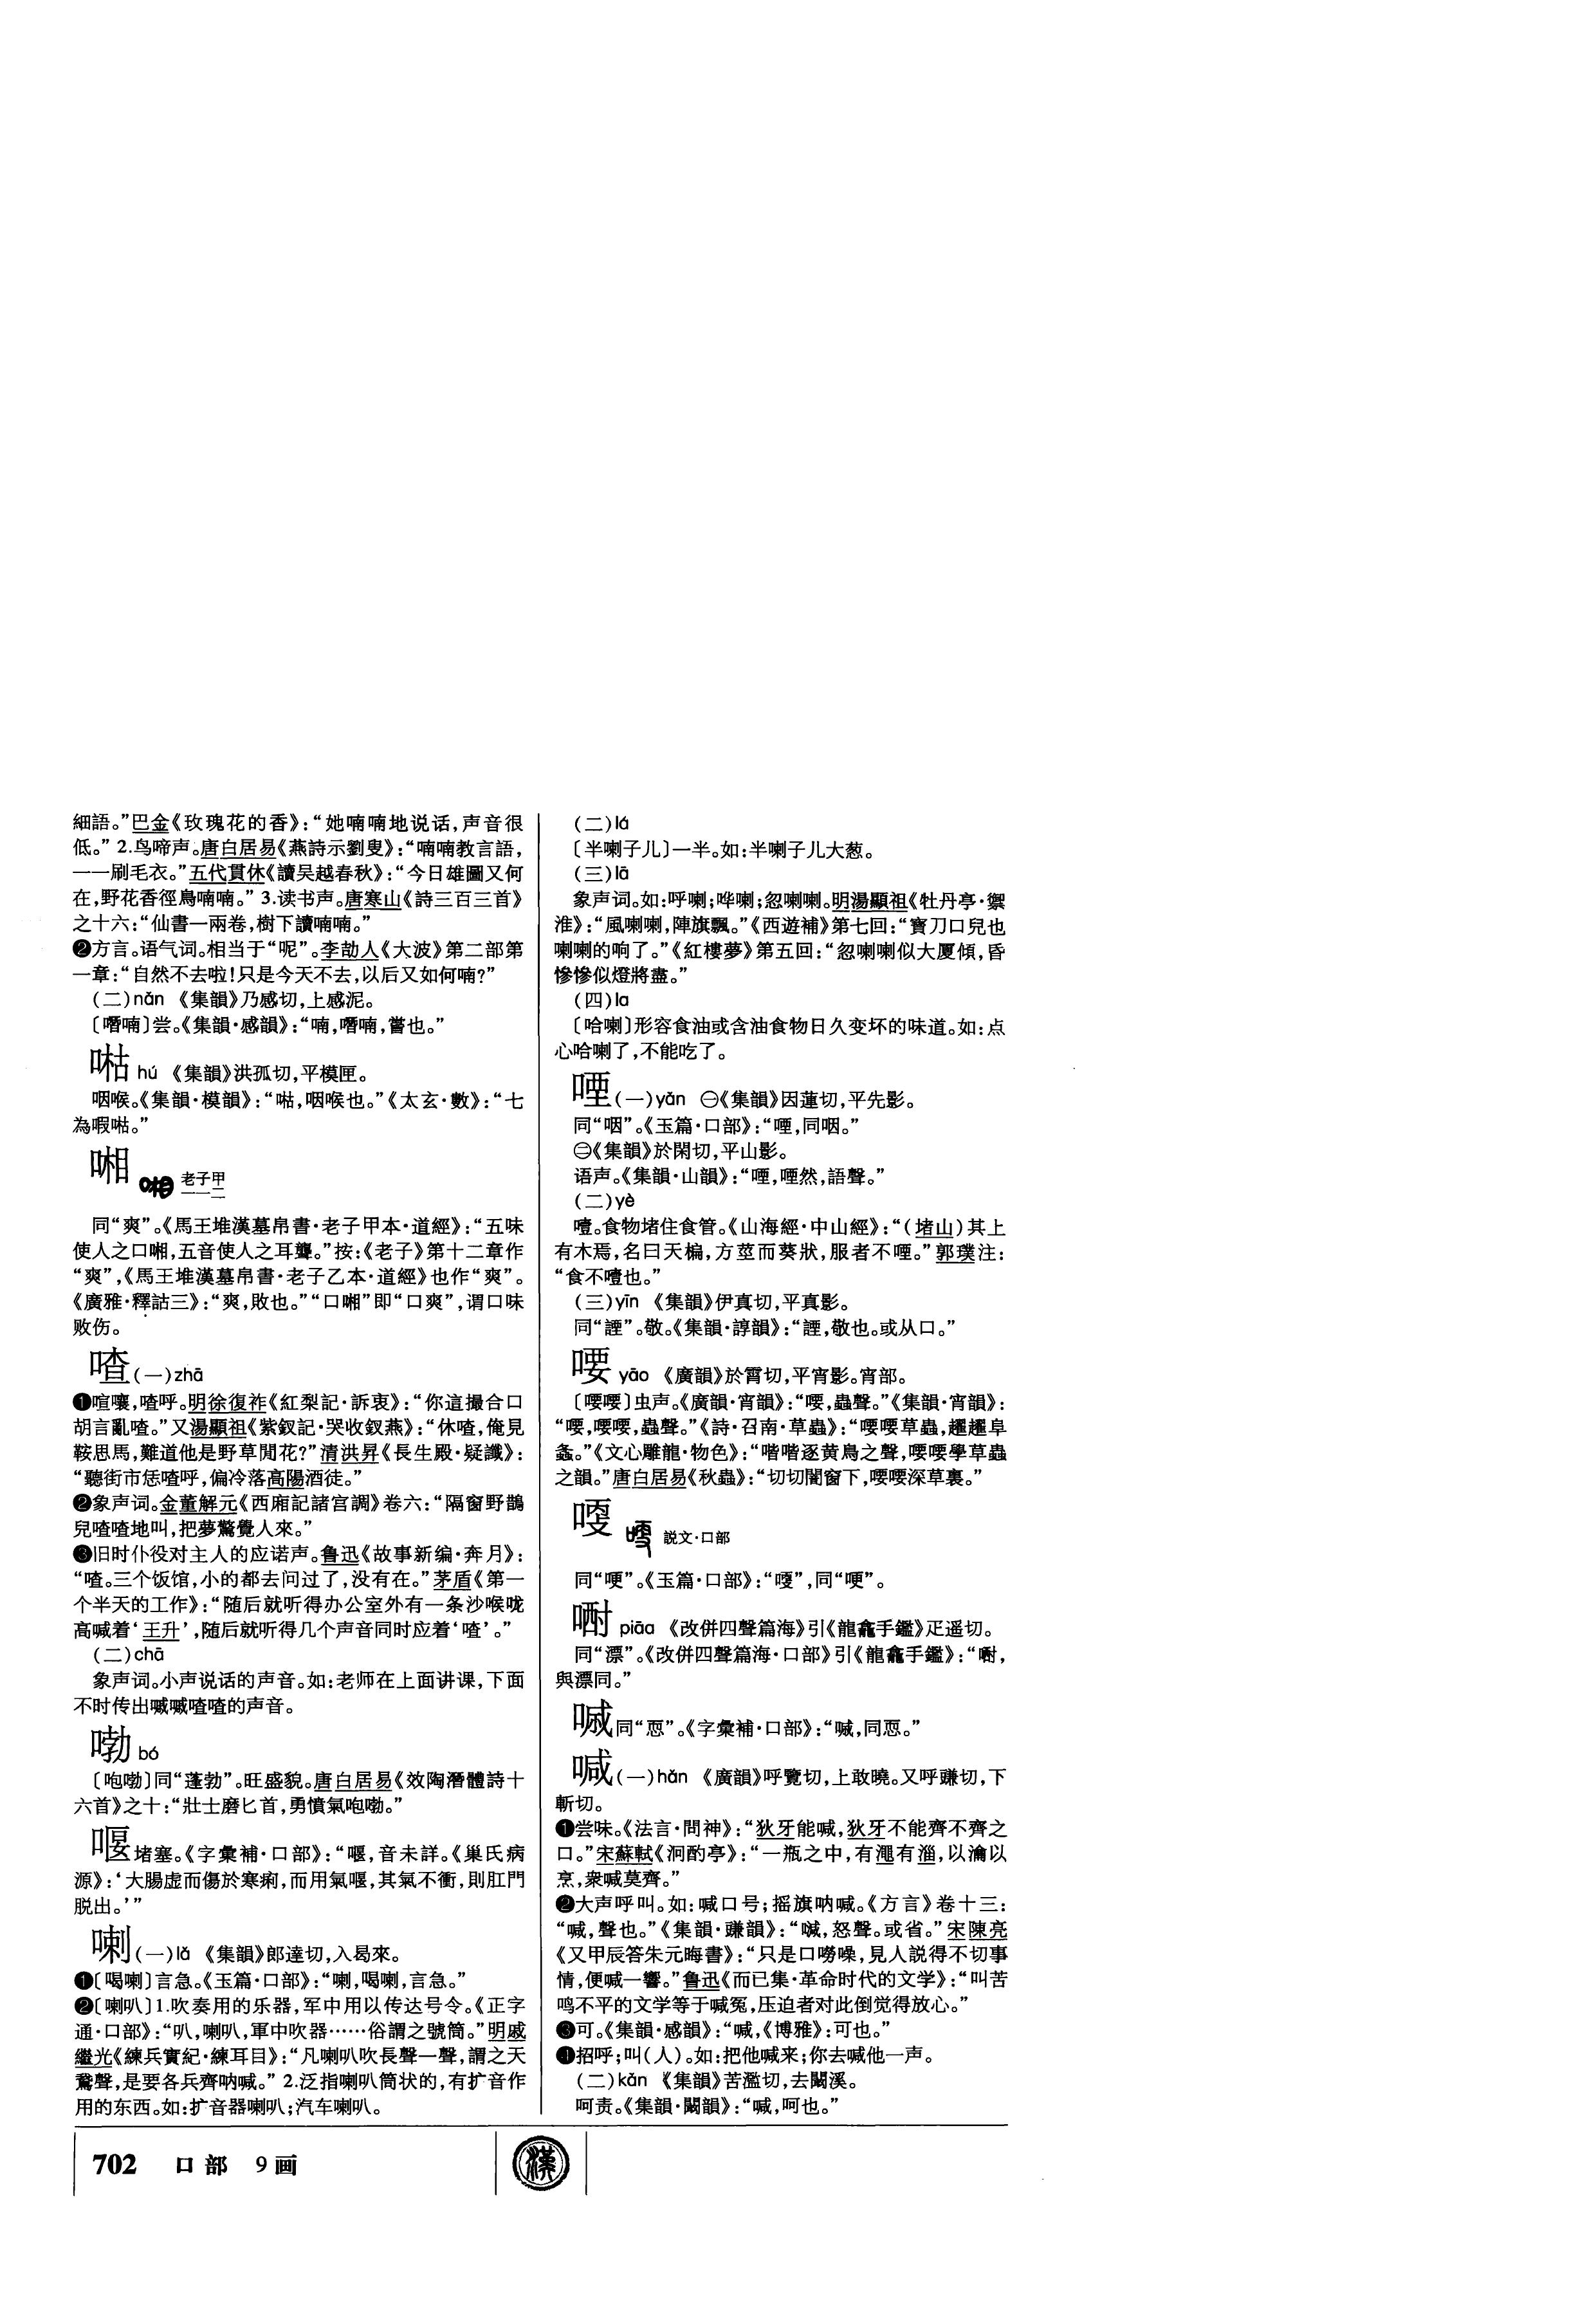 細語。”巴金《玫瑰花的香》：“她喃喃地说话，声音很
低。” 2.鸟啼声。唐白居易《燕詩示劉叟》：“喃喃教言語，
一一刷毛衣。”五代貫休《讀吴越春秋》：“今日雄圖又何
在，野花香徑鳥喃喃。” 3.读书声。唐寒山《詩三百三首》
之十六：“仙書一兩卷，樹下讀喃喃。”
❷方言。语气词。相当于“呢”。李劼人《大波》第二部第
一章：“自然不去啦！只是今天不去，以后又如何喃？”
（二）nǎn 《集韻》乃感切，上感泥。
〔噆喃〕尝。《集韻·感韻》：“喃，噆喃，嘗也。”
㗅 hú 《集韻》洪孤切，平模匣。
咽喉。《集韻·模韻》：“㗅，咽喉也。”《太玄·數》：“七
為㗇㗅。”
㗽 老子甲
一一二
同“爽”。《馬王堆漢墓帛書·老子甲本·道經》：“五味
使人之口㗽，五音使人之耳聾。”按：《老子》第十二章作
“爽”，《馬王堆漢墓帛書·老子乙本·道經》也作“爽”。
《廣雅·釋詁三》：“爽，敗也。”“口㗽”即“口爽”，谓口味
败伤。
喳（一）zhā
❶喧嚷，喳呼。明徐復祚《紅梨記·訴衷》：“你這撮合口
胡言亂喳。”又湯顯祖《紫釵記·哭收釵燕》：“休喳，俺見
鞍思馬，難道他是野草閒花？”清洪昇《長生殿·疑讖》：
“聽街市恁喳呼，偏冷落高陽酒徒。”
❷象声词。金董解元《西廂記諸宫調》卷六：“隔窗野鵲
兒喳喳地叫，把夢驚覺人來。”
❸旧时仆役对主人的应诺声。鲁迅《故事新编·奔月》：
“喳。三个饭馆，小的都去问过了，没有在。”茅盾《第一
个半天的工作》：“随后就听得办公室外有一条沙喉咙
高喊着‘王升’，随后就听得几个声音同时应着‘喳’。”
（二）chā
象声词。小声说话的声音。如：老师在上面讲课，下面
不时传出嘁嘁喳喳的声音。
㖕 bó
〔咆㖕〕同“蓬勃”。旺盛貌。唐白居易《效陶潛體詩十
六首》之十：“壯士磨匕首，勇憤氣咆㖕。”
喛堵塞。《字彙補·口部》：“音未詳。《巢氏病
源》：‘大腸虚而傷於寒痢，而用氣，其氣不衝，則肛門
脱出。’”
喇（一）lǎ 《集韻》郎達切，入曷來。
❶〔喝喇〕言急。《玉篇·口部》：“喇，喝喇，言急。”
❷〔喇叭〕1.吹奏用的乐器，军中用以传达号令。《正字
通·口部》：“叭，喇叭，軍中吹器……俗謂之號筒。”明戚
繼光《練兵實紀·練耳目》：“凡喇叭吹長聲一聲，謂之天
鵞聲，是要各兵齊呐喊。” 2.泛指喇叭筒状的，有扩音作
用的东西。如：扩音器喇叭；汽车喇叭。
（二）lá
〔半喇子儿〕一半。如：半喇子儿大葱。
（三）lā
象声词。如：呼喇；哗喇；忽喇喇。明湯顯祖《牡丹亭·禦
淮》：“風喇喇，陣旗飄。”《西遊補》第七回：“寳刀口兒也
喇喇的响了。”《紅樓夢》第五回：“忽喇喇似大厦傾，昏
慘慘似燈將盡。”
（四）la
〔哈喇〕形容食油或含油食物日久变坏的味道。如：点
心哈喇了，不能吃了。
㖶（一）yān ㊀《集韻》因蓮切，平先影。
同“咽”。《玉篇·口部》：“㖶，同咽。”
㊁《集韻》於閑切，平山影。
语声。《集韻·山韻》：“㖶，㖶然，語聲。”
（二）yè
噎。食物堵住食管。《山海經·中山經》：“（堵山）其上
有木焉，名曰天楄，方莖而葵狀，服者不㖶。”郭璞注：
“食不噎也。”
（三）yīn 《集韻》伊真切，平真影。
同“諲”。敬。《集韻·諄韻》：“諲，敬也。或从口。”
喓 yāo 《廣韻》於霄切，平宵影。宵部。
〔喓喓〕虫声。《廣韻·宵韻》：“喓，蟲聲。”《集韻·宵韻》：
“喓，喓喓，蟲聲。”《詩·召南·草蟲》：“喓喓草蟲，趯趯阜
螽。”《文心雕龍·物色》：“喈喈逐黄鳥之聲，喓喓學草蟲
之韻。”唐白居易《秋蟲》：“切切闇窗下，喓喓深草裏。”
㖹 説文·口部
同“哽”。《玉篇·口部》：“㖹”，同“哽”。
piāo 《改併四聲篇海》引《龍龕手鑑》疋遥切。
同“漂”。《改併四聲篇海·口部》引《龍龕手鑑》：“
與漂同。”
同“恧”。《字彙補·口部》：“同恧。”
喊（一）hǎn 《廣韻》呼覽切，上敢曉。又呼豏切，下
斬切。
❶尝味。《法言·問神》：“狄牙能喊，狄牙不能齊不齊之
口。”宋蘇軾《泂酌亭》：“一瓶之中，有澠有淄，以瀹以
烹，衆喊莫齊。”
❷大声呼叫。如：喊口号；摇旗呐喊。《方言》卷十三：
“喊，聲也。”《集韻·豏韻》：“㘎，怒聲。或省。”宋陳亮
《又甲辰答朱元晦書》：“只是口嘮噪，見人説得不切事
情，便喊一響。”鲁迅《而已集·革命时代的文学》：“叫苦
鸣不平的文学等于喊冤，压迫者对此倒觉得放心。”
❸可。《集韻·感韻》：“喊，《博雅》：可也。”
❹招呼；叫（人）。如：把他喊来；你去喊他一声。
（二）kǎn 《集韻》苦濫切，去闞溪。
呵责。《集韻·闞韻》：“喊，呵也。”
702 口部 9画
漢